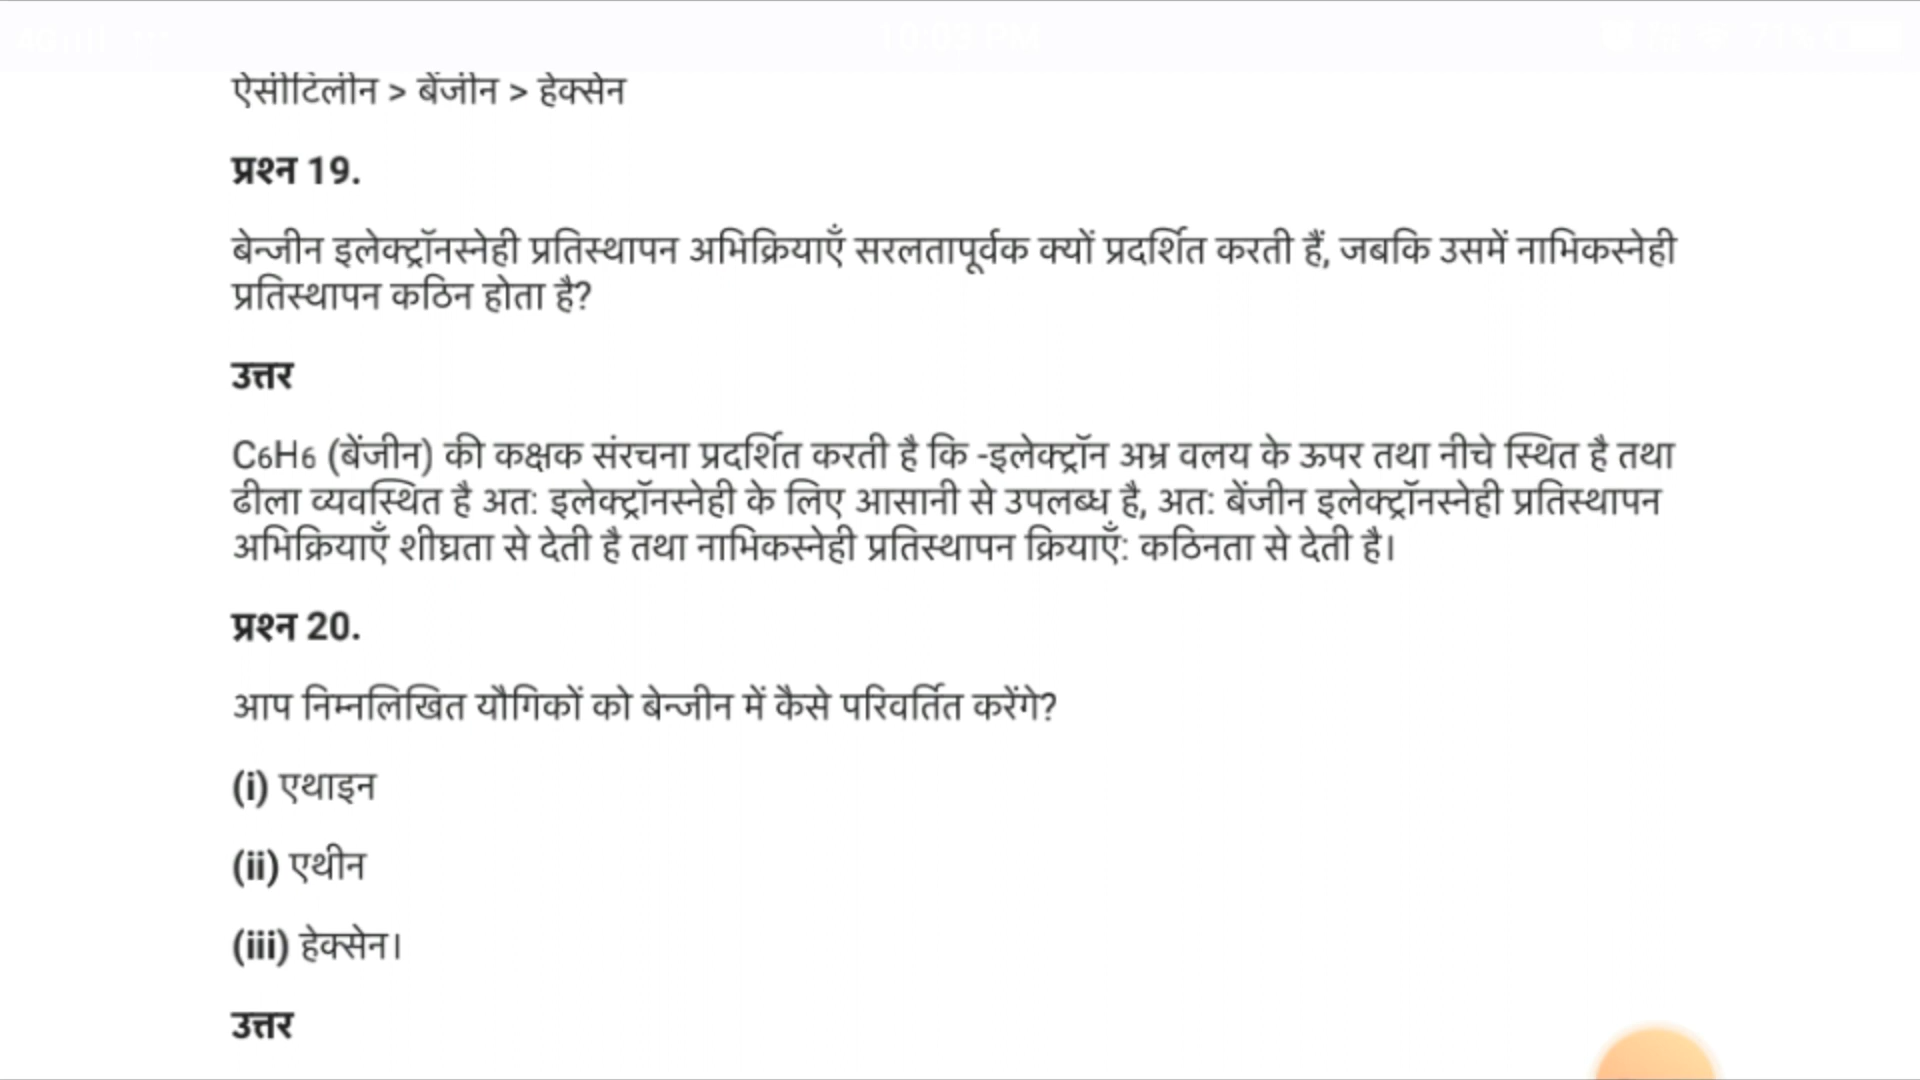 ऐसीटिलीन > बेंजीन > हेक्सेन
प्रश्न 19.
बेन्जीन इलेक्ट्रॉनस्नेही प्रतिस्थापन अभिक्रियाएँ सरलतापूर्वक क्यों प्रदर्शित करती हैं, जबकि उसमें नाभिकस्नेही
प्रतिस्थापन कठिन होता है?
उत्तर
C6H6 (बेंजीन) की कक्षक संरचना प्रदर्शित करती है कि -इलेक्ट्रॉन अभ्र वलय के ऊपर तथा नीचे स्थित है तथा
ढीला व्यवस्थित है अत: इलेक्ट्रॉनस्नेही के लिए आसानी से उपलब्ध है, अत: बेंजीन इलेक्ट्रॉनस्नेही प्रतिस्थापन
अभिक्रियाएँ शीघ्रता से देती है तथा नाभिकस्नेही प्रतिस्थापन क्रियाएँ: कठिनता से देती है।
प्रश्न 20.
आप निम्नलिखित यौगिकों को बेन्जीन में कैसे परिवर्तित करेंगे?
(i) एथाइन
(ii) एथीन
(iii) हेक्सेन।
उत्तर